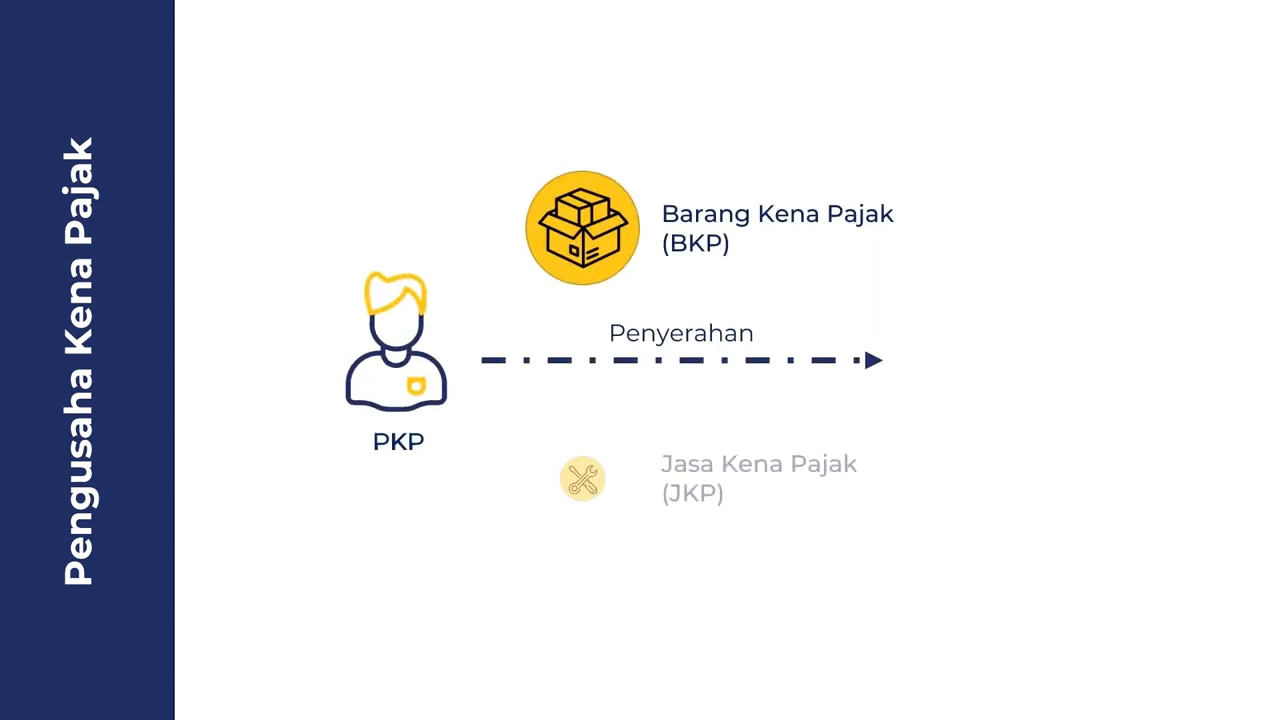 Pengusaha Kena Pajak
Barang Kena Pajak
(BKP)
Penyerahan
PKP
Jasa Kena Pajak
(JKP)